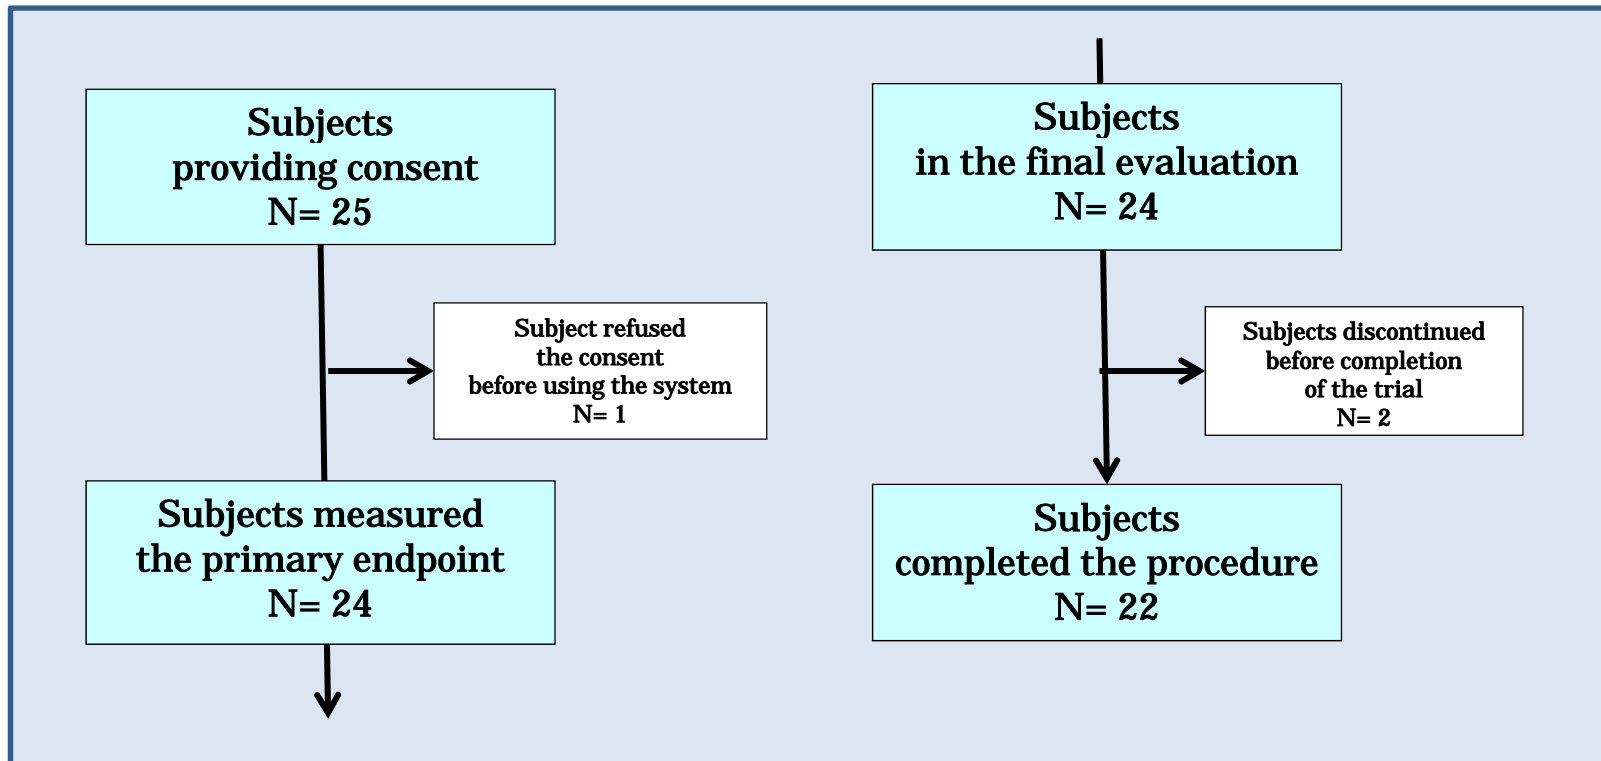 Subjects
providing consent
N= 25
Subject refused
the consent
before using the system
N= 1
Subjects measured
the primary endpoint
N= 24
Subjects
in the final evaluation
N= 24
Subjects discontinued
before completion
of the trial
N= 2
Subjects
completed the procedure
N= 22